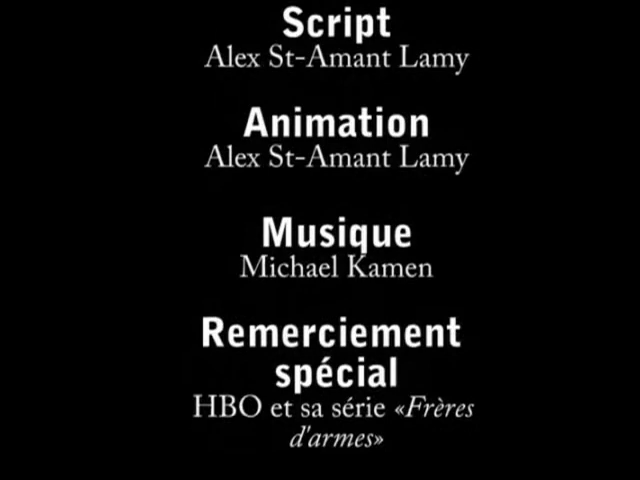 Script
Alex St-Amant Lamy
Animation
Alex St-Amant Lamy
Musique
Michael Kamen
Remerciement
spécial
HBO et sa série «Frères
d'armes»